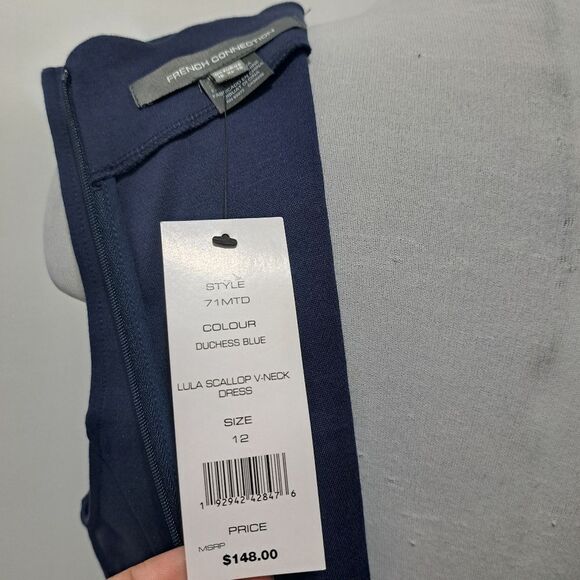 FRENCH CONNECTION
STYLE
71MTD
COLOUR
DUCHESS BLUE
LULA SCALLOP V-NECK
DRESS
SIZE
12
1 92942 42847 6
PRICE
MSRP
$148.00